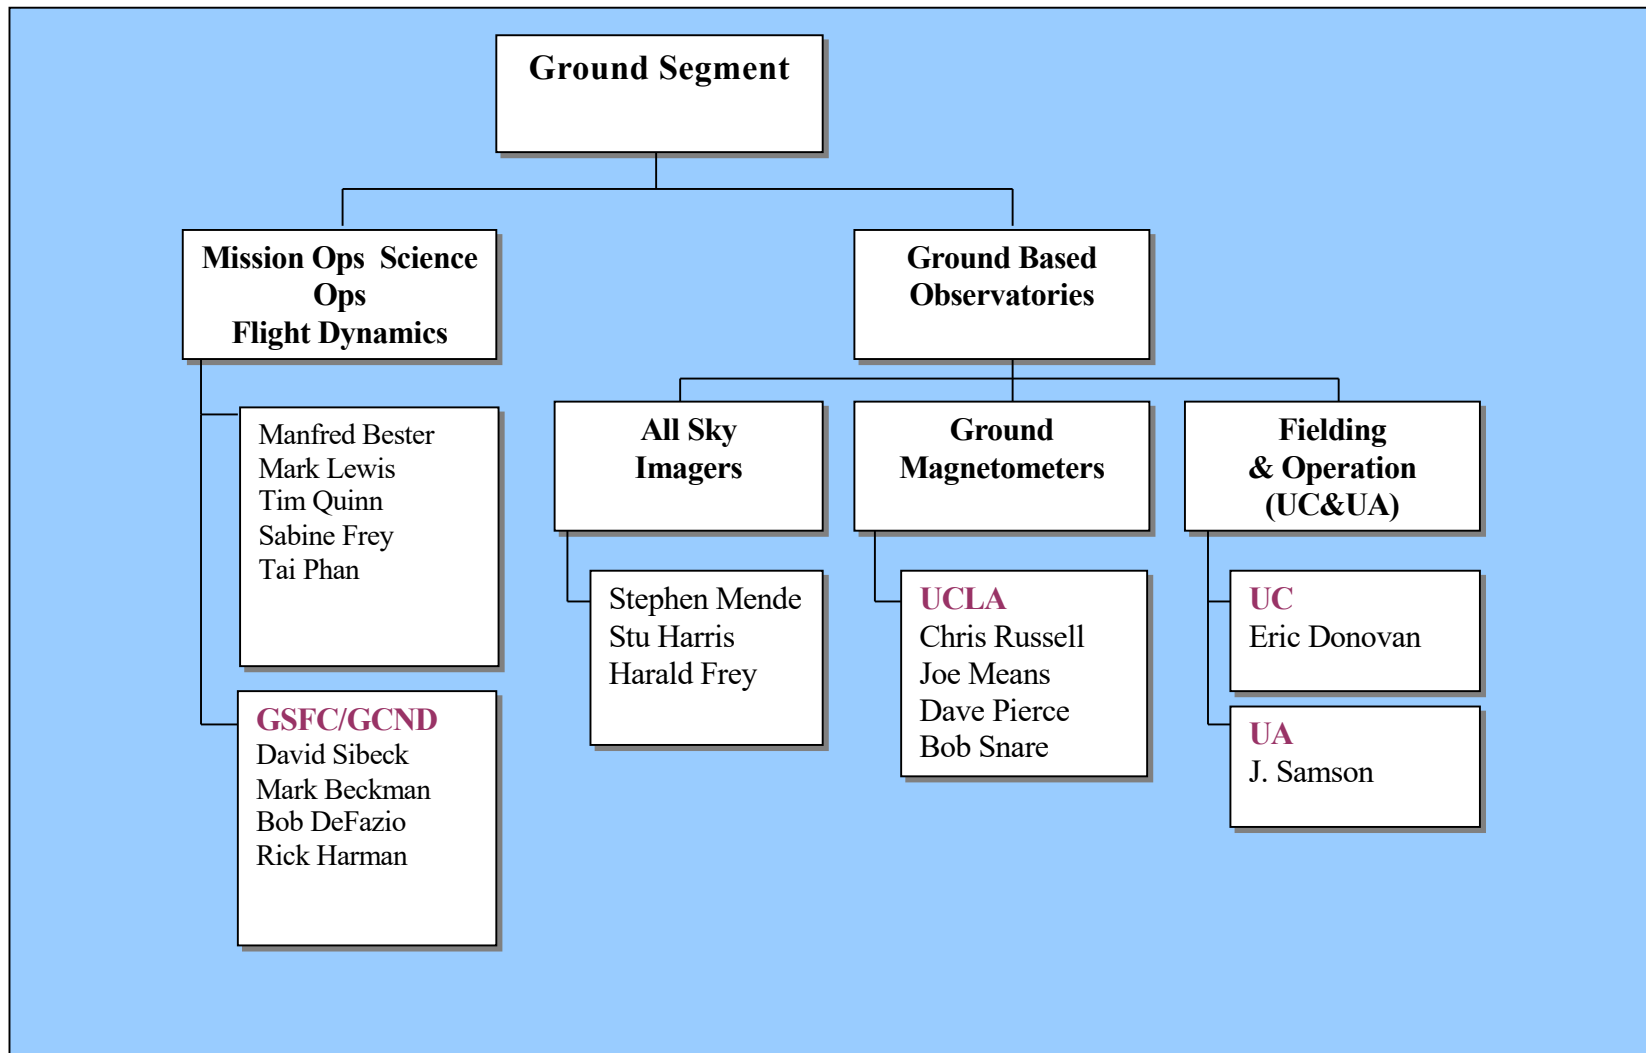 Ground Segment
Mission Ops  Science
Ops
Flight Dynamics
Manfred Bester
Mark Lewis
Tim Quinn
Sabine Frey
Tai Phan
GSFC/GCND
David Sibeck
Mark Beckman
Bob DeFazio
Rick Harman
Ground Based
Observatories
All Sky
Imagers
Stephen Mende
Stu Harris
Harald Frey
Ground
Magnetometers
UCLA
Chris Russell
Joe Means
Dave Pierce
Bob Snare
Fielding
& Operation
(UC&UA)
UC
Eric Donovan
UA
J. Samson